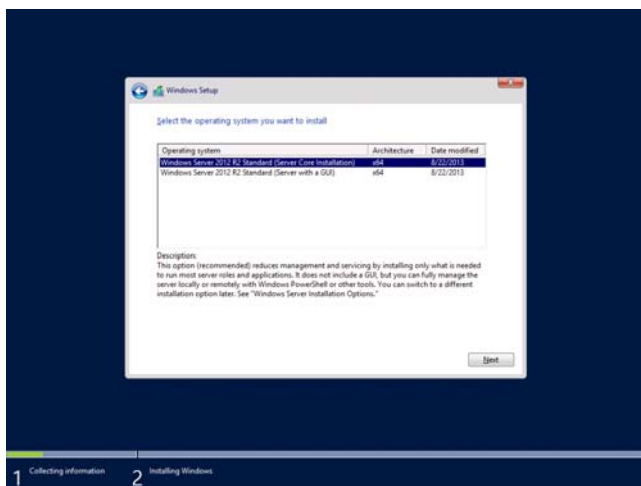 Windows Setup
Select the operating system you want to install
Operating system Architecture Date modified
Windows Server 2012 R2 Standard (Server Core Installation) x64 8/22/2013
Windows Server 2012 R2 Standard (Server with a GUI) x64 8/22/2013
Description:
This option (recommended) reduces management and servicing by installing only what is needed
to run most server roles and applications. It does not include a GUI, but you can fully manage the
server locally or remotely with Windows PowerShell or other tools. You can switch to a different
installation option later. See "Windows Server Installation Options."
Next
1 Collecting information 2 Installing Windows